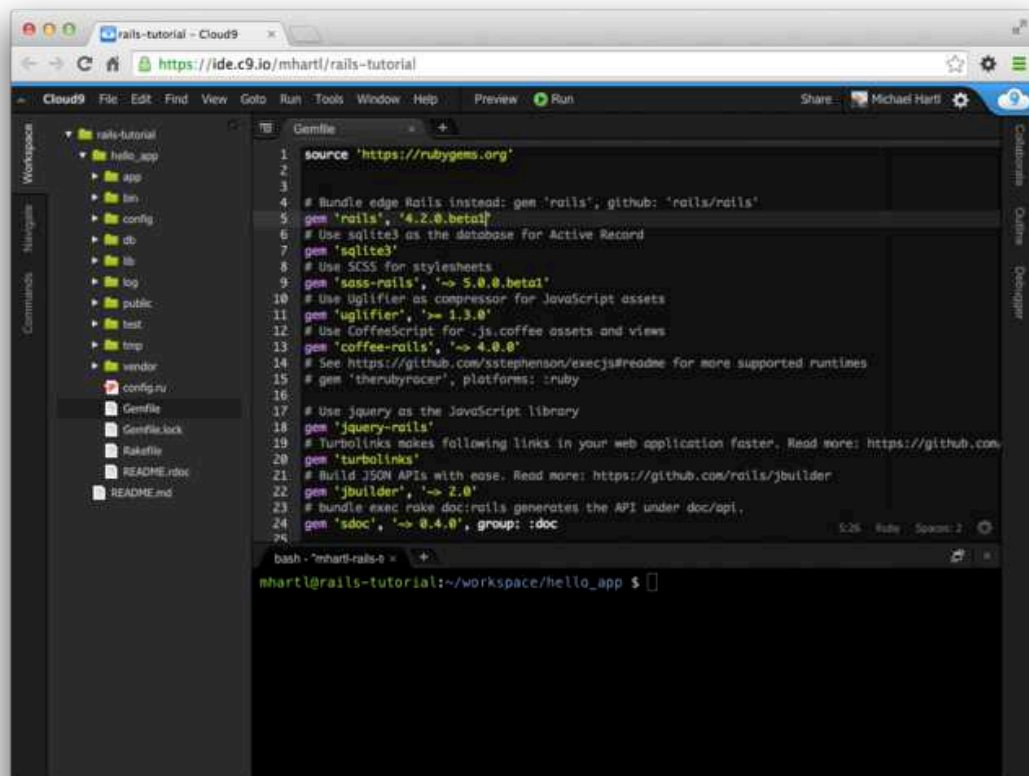 rails-tutorial - Cloud9
https://ide.c9.io/mhartl/rails-tutorial
Cloud9 File Edit Find View Goto Run Tools Window Help Preview Run Share Michael Hartl
Workspace
Navigate
Commands
rails-tutorial
hello_app
app
bin
config
db
lib
log
public
test
tmp
vendor
config.ru
Gemfile
Gemfile.lock
Rakefile
README.rdoc
README.md
Gemfile
1 source 'https://rubygems.org'
2
3
4 # Bundle edge Rails instead: gem 'rails', github: 'rails/rails'
5 gem 'rails', '4.2.0.beta1'
6 # Use sqlite3 as the database for Active Record
7 gem 'sqlite3'
8 # Use SCSS for stylesheets
9 gem 'sass-rails', '~> 5.0.0.beta1'
10 # Use Uglifier as compressor for JavaScript assets
11 gem 'uglifier', '>= 1.3.0'
12 # Use CoffeeScript for .js.coffee assets and views
13 gem 'coffee-rails', '~> 4.0.0'
14 # See https://github.com/sstephenson/execjs#readme for more supported runtimes
15 # gem 'therubyracer', platforms: :ruby
16
17 # Use jquery as the JavaScript library
18 gem 'jquery-rails'
19 # Turbolinks makes following links in your web application faster. Read more: https://github.com
20 gem 'turbolinks'
21 # Build JSON APIs with ease. Read more: https://github.com/rails/jbuilder
22 gem 'jbuilder', '~> 2.0'
23 # bundle exec rake doc:rails generates the API under doc/api.
24 gem 'sdoc', '~> 0.4.0', group: :doc
25
5:26 Ruby Spaces: 2
Collaborate
Outline
Debugger
bash - "mhartl-rails-t
mhartl@rails-tutorial:~/workspace/hello_app $